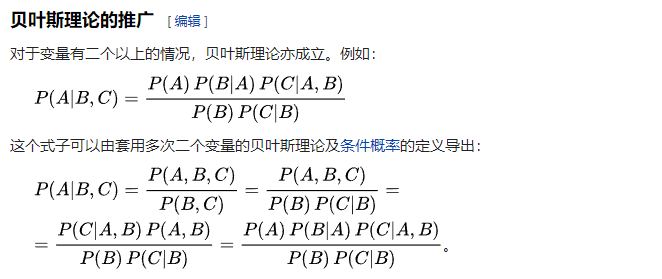 贝叶斯理论的推广 [ 编辑 ]
对于变量有二个以上的情况，贝叶斯理论亦成立。例如：
P(A|B, C) = \frac{P(A) P(B|A) P(C|A, B)}{P(B) P(C|B)}
这个式子可以由套用多次二个变量的贝叶斯理论及条件概率的定义导出：
P(A|B, C) = \frac{P(A, B, C)}{P(B, C)} = \frac{P(A, B, C)}{P(B) P(C|B)} =
= \frac{P(C|A, B) P(A, B)}{P(B) P(C|B)} = \frac{P(A) P(B|A) P(C|A, B)}{P(B) P(C|B)}。